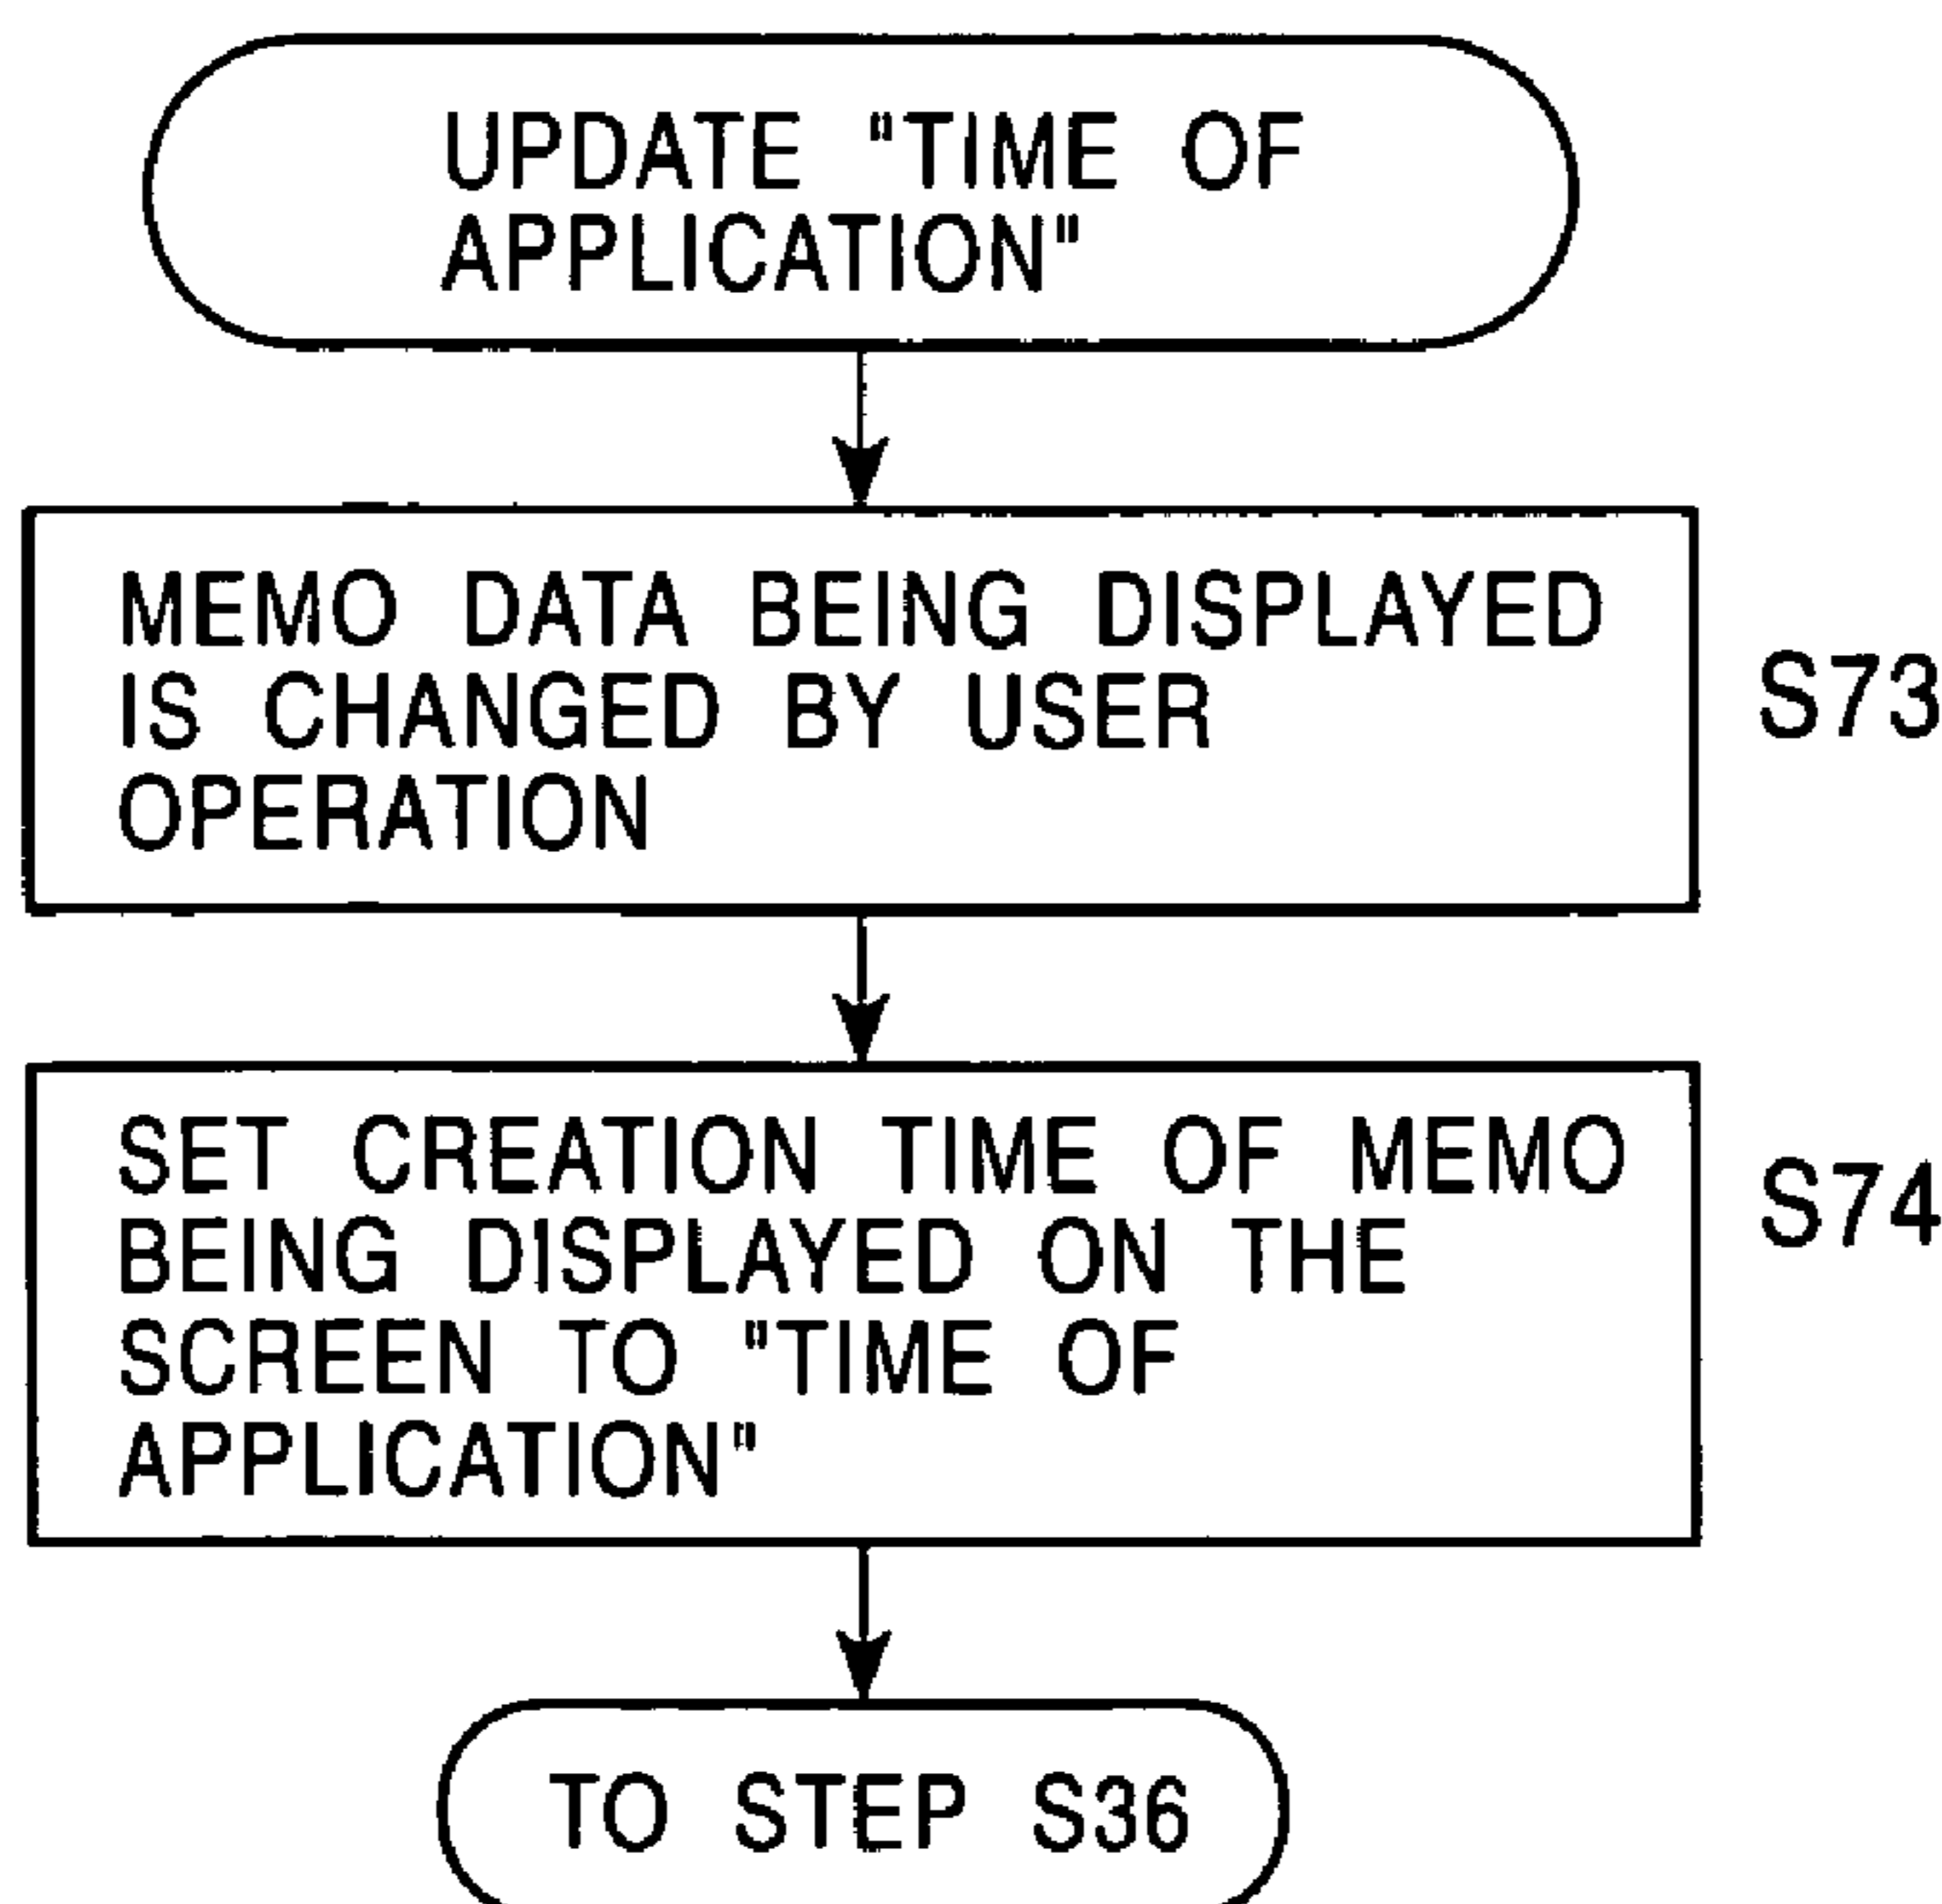 UPDATE "TIME OF
APPLICATION"
MEMO DATA BEING DISPLAYED
IS CHANGED BY USER
OPERATION
S73
SET CREATION TIME OF MEMO
BEING DISPLAYED ON THE
SCREEN TO "TIME OF
APPLICATION"
S74
TO STEP S36